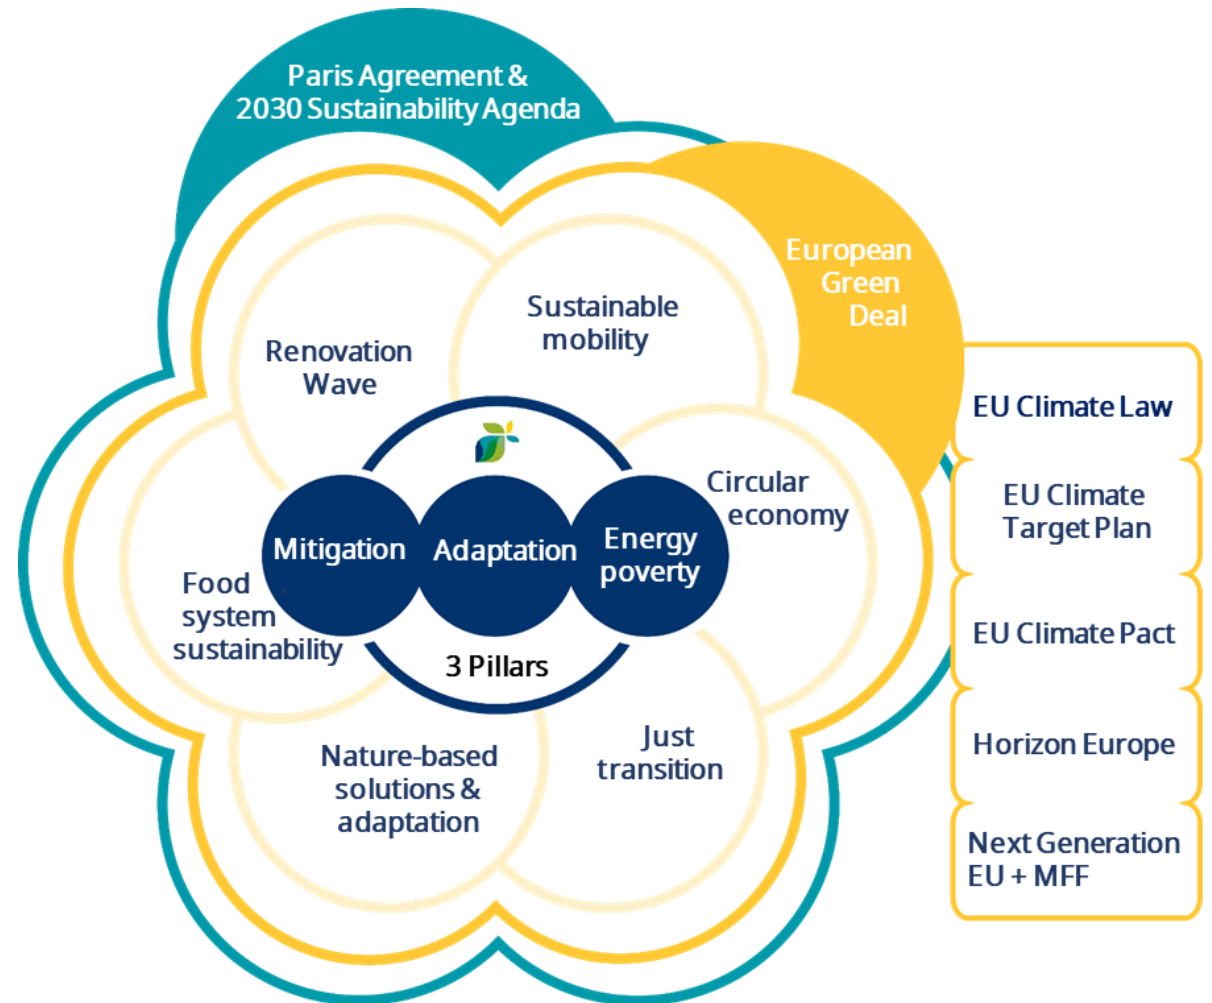 Paris Agreement &
2030 Sustainability Agenda
European
Green
Deal
Sustainable
mobility
Renovation
Wave
EU Climate Law
Circular
economy
EU Climate
Target Plan
Mitigation
Adaptation
Energy
poverty
Food
system
sustainability
3 Pillars
EU Climate Pact
Just
transition
Nature-based
solutions &
adaptation
Horizon Europe
Next Generation
EU + MFF